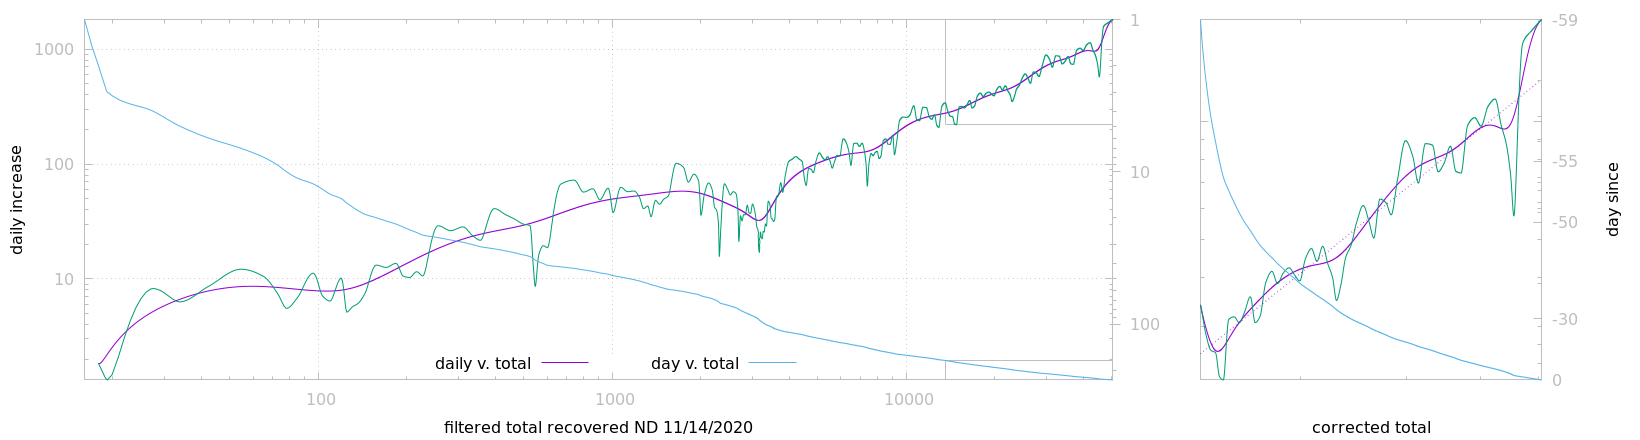 1000
100
10
daily increase
daily v. total
day v. total
100
1000
10000
filtered total recovered ND 11/14/2020
1
10
100
-59
-55
-50
-30
0
day since
corrected total